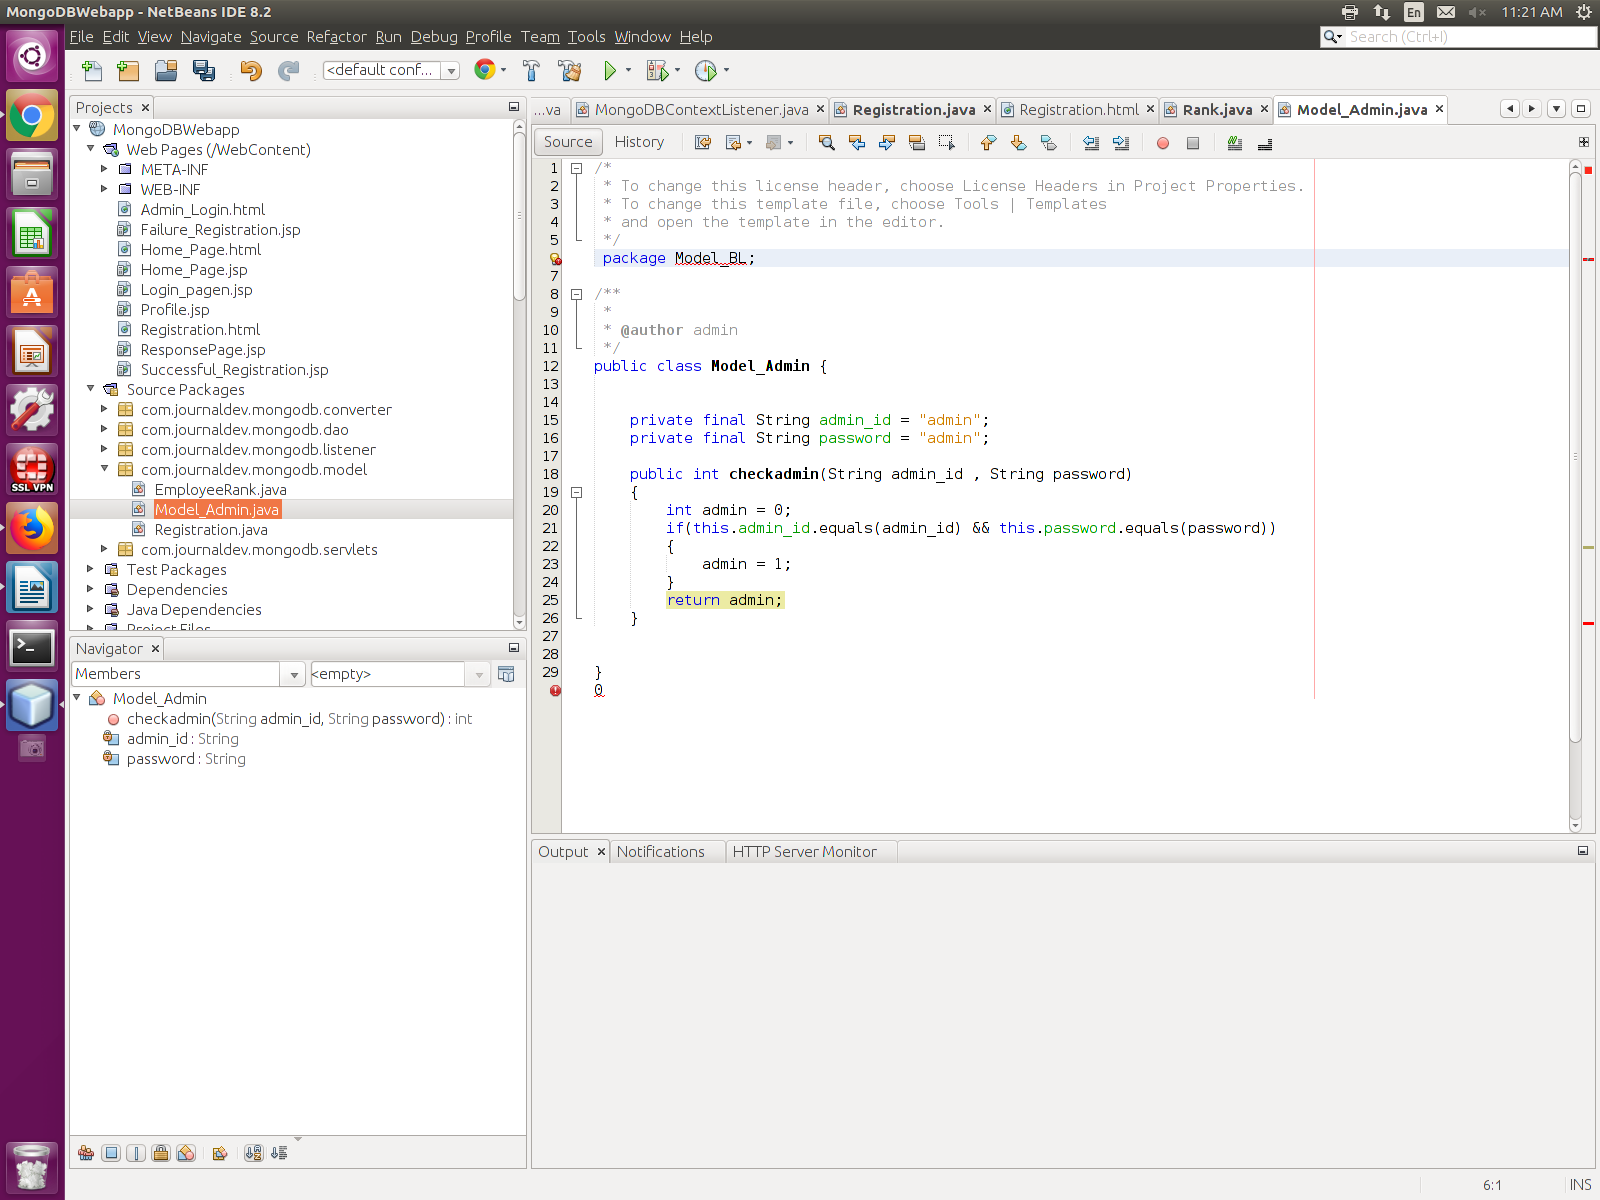 MongoDBWebapp - NetBeans IDE 8.2
En
11:21 AM
File Edit View Navigate Source Refactor Run Debug Profile Team Tools Window Help
Search (Ctrl+I)
<default conf...
Projects
MongoDBWebapp
Web Pages (/WebContent)
META-INF
WEB-INF
Admin_Login.html
Failure_Registration.jsp
Home_Page.html
Home_Page.jsp
Login_pagen.jsp
Profile.jsp
Registration.html
ResponsePage.jsp
Successful_Registration.jsp
Source Packages
com.journaldev.mongodb.converter
com.journaldev.mongodb.dao
com.journaldev.mongodb.listener
com.journaldev.mongodb.model
EmployeeRank.java
Model_Admin.java
Registration.java
com.journaldev.mongodb.servlets
Test Packages
Dependencies
Java Dependencies
Project Files
Navigator
Members
<empty>
Model_Admin
checkadmin(String admin_id, String password) : int
admin_id : String
password : String
...va MongoDBContextListener.java Registration.java Registration.html Rank.java Model_Admin.java
Source History
1 /*
2 * To change this license header, choose License Headers in Project Properties.
3 * To change this template file, choose Tools | Templates
4 * and open the template in the editor.
5 */
package Model_BL;
7
8 /**
9 *
10 * @author admin
11 */
12 public class Model_Admin {
13
14
15 private final String admin_id = "admin";
16 private final String password = "admin";
17
18 public int checkadmin(String admin_id , String password)
19 {
20 int admin = 0;
21 if(this.admin_id.equals(admin_id) && this.password.equals(password))
22 {
23 admin = 1;
24 }
25 return admin;
26 }
27
28
29 }
0
Output Notifications HTTP Server Monitor
SSL VPN
6:1
INS